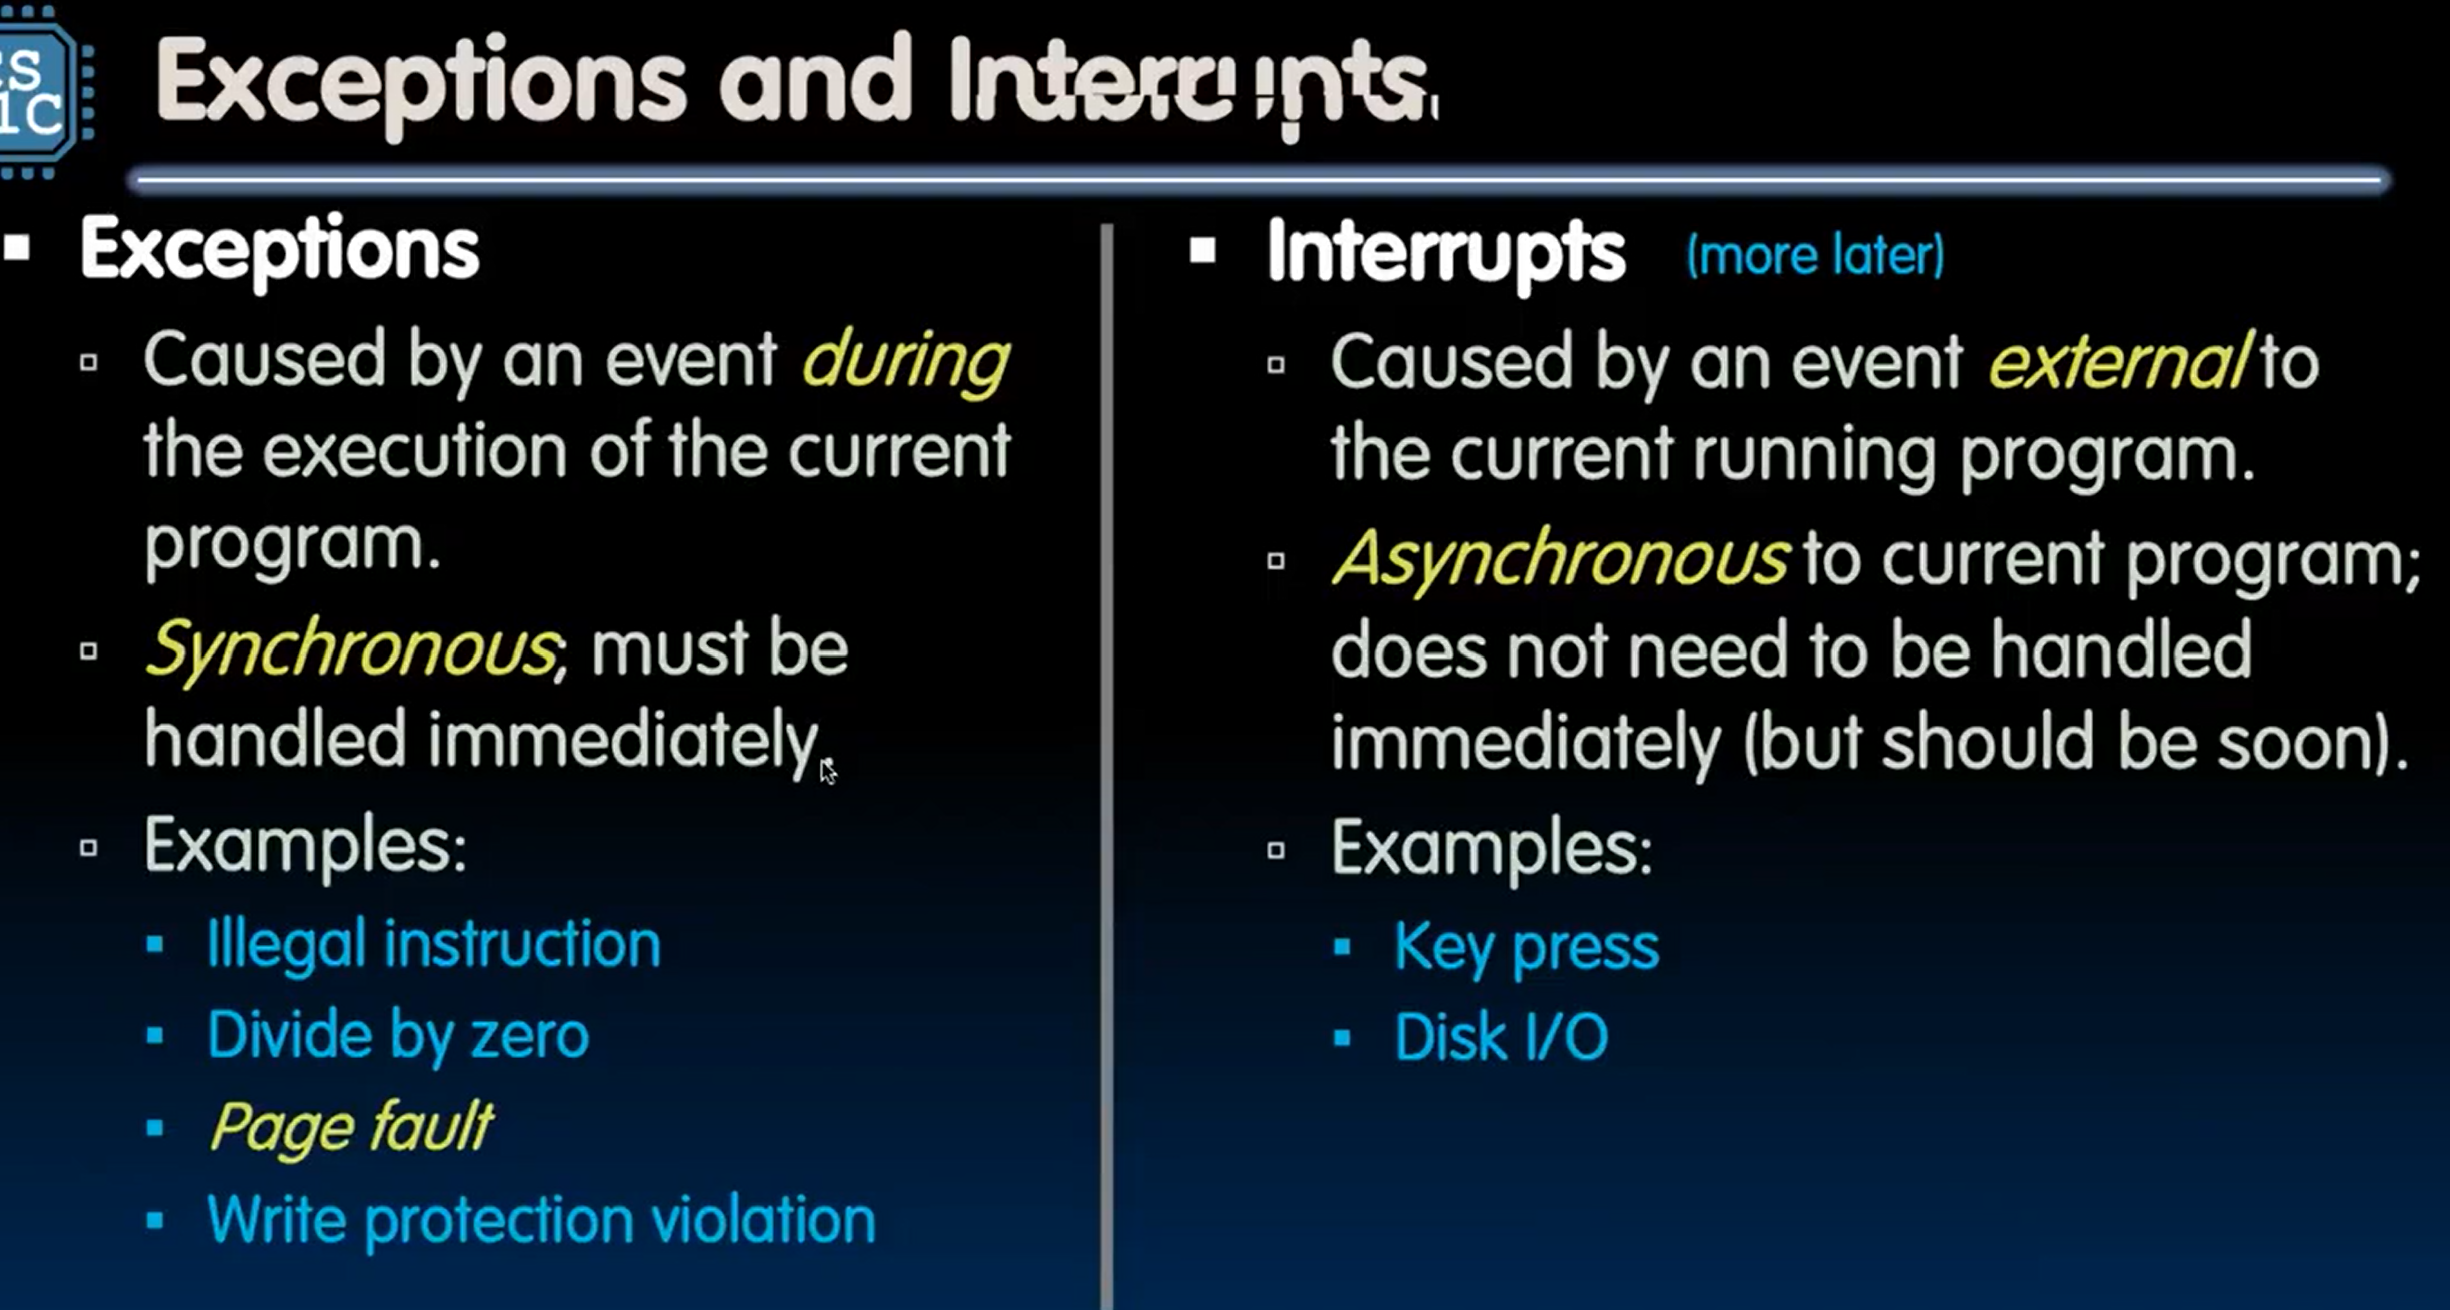 CS
1C
Exceptions and Interrupts
Exceptions
Caused by an event during
the execution of the current
program.
Synchronous; must be
handled immediately.
Examples:
Illegal instruction
Divide by zero
Page fault
Write protection violation
Interrupts (more later)
Caused by an event external to
the current running program.
Asynchronous to current program;
does not need to be handled
immediately (but should be soon).
Examples:
Key press
Disk I/O